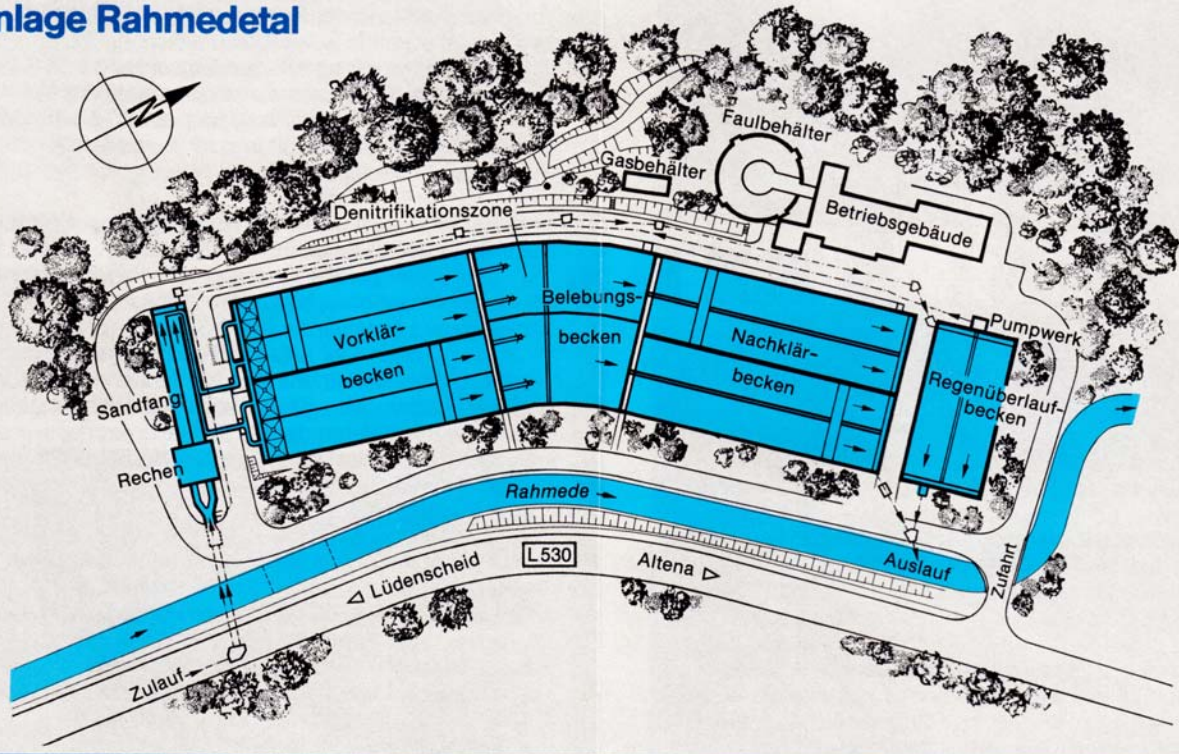 nlage Rahmedetal
N
Faulbehälter
Gasbehälter
Denitrifikationszone
Betriebsgebäude
Belebungs-
becken
Vorklär-
becken
Nachklär-
becken
Pumpwerk
Regenüberlauf-
becken
Sandfang
Rechen
Rahmede
L530
Lüdenscheid
Altena
Auslauf
Zufahrt
Zulauf